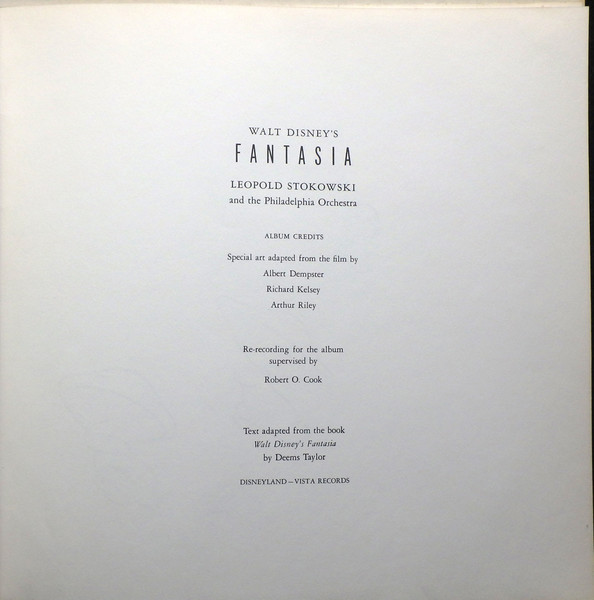 WALT DISNEY'S
FANTASIA
LEOPOLD STOKOWSKI
and the Philadelphia Orchestra
ALBUM CREDITS
Special art adapted from the film by
Albert Dempster
Richard Kelsey
Arthur Riley
Re-recording for the album
supervised by
Robert O. Cook
Text adapted from the book
Walt Disney's Fantasia
by Deems Taylor
DISNEYLAND – VISTA RECORDS